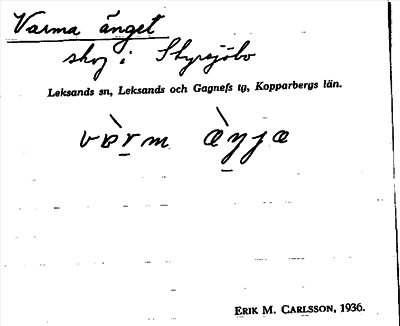 Varma änget
skog i Styrsjöbo
Leksands sn, Leksands och Gagnefs tg, Kopparbergs län.
ERIK M. CARLSSON, 1936.